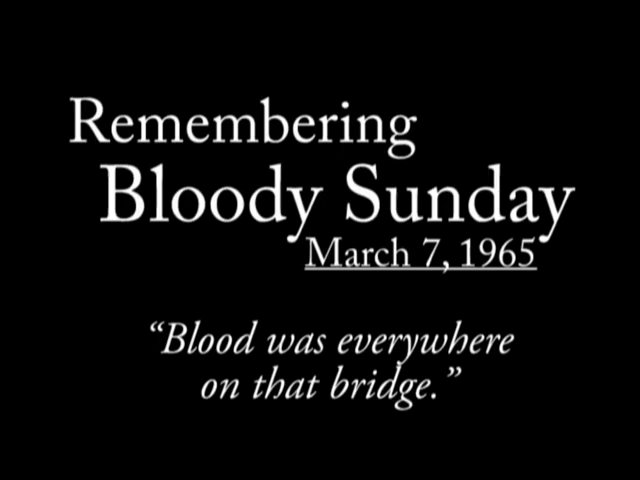 Remembering
Bloody Sunday
March 7, 1965
“Blood was everywhere
on that bridge.”